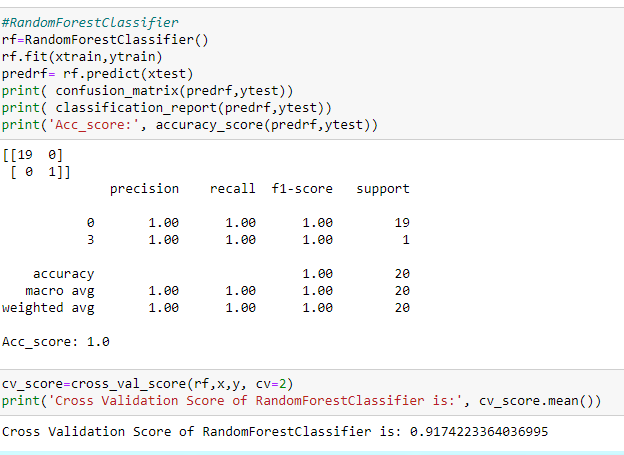 #RandomForestClassifier
rf=RandomForestClassifier()
rf.fit(xtrain,ytrain)
predrf= rf.predict(xtest)
print( confusion_matrix(predrf,ytest))
print( classification_report(predrf,ytest))
print('Acc_score:', accuracy_score(predrf,ytest))
[[19  0]
 [ 0  1]]
              precision    recall  f1-score   support
           0       1.00      1.00      1.00        19
           3       1.00      1.00      1.00         1
    accuracy                           1.00        20
   macro avg       1.00      1.00      1.00        20
weighted avg       1.00      1.00      1.00        20
Acc_score: 1.0
cv_score=cross_val_score(rf,x,y, cv=2)
print('Cross Validation Score of RandomForestClassifier is:', cv_score.mean())
Cross Validation Score of RandomForestClassifier is: 0.9174223364036995